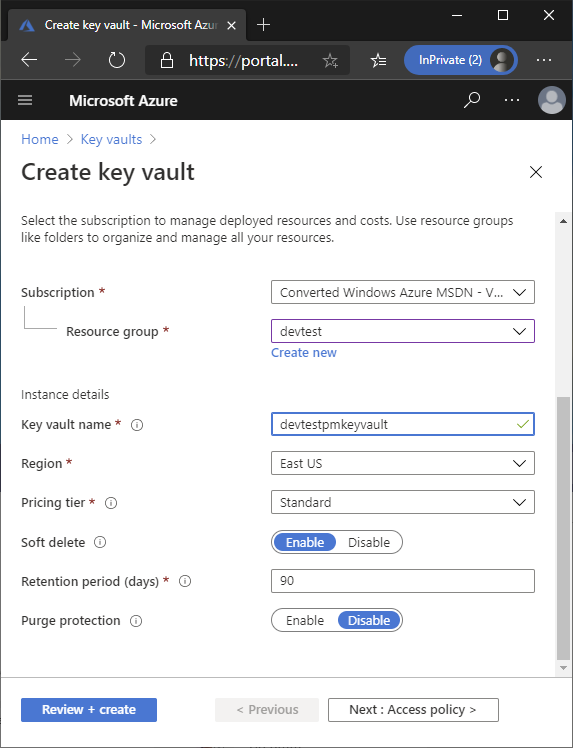 Create key vault - Microsoft Azur
https://portal....
InPrivate (2)
Microsoft Azure
Home > Key vaults >
Create key vault
Select the subscription to manage deployed resources and costs. Use resource groups
like folders to organize and manage all your resources.
Subscription * Converted Windows Azure MSDN - V...
Resource group * devtest
Create new
Instance details
Key vault name * devtestpmkeyvault
Region * East US
Pricing tier * Standard
Soft delete Enable Disable
Retention period (days) * 90
Purge protection Enable Disable
Review + create < Previous Next : Access policy >